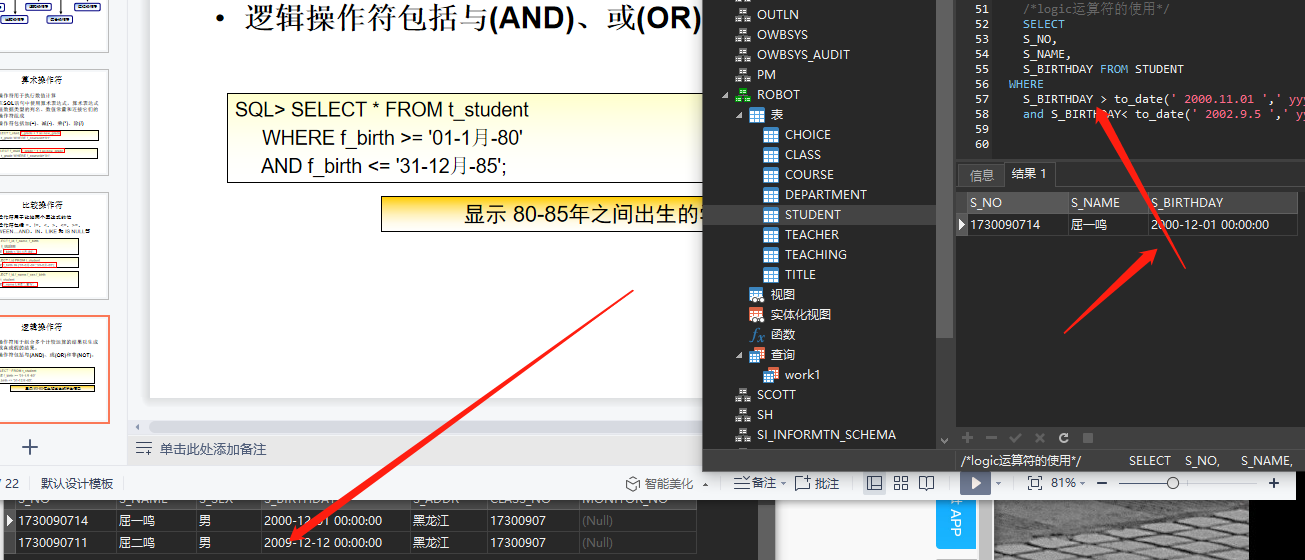 • 逻辑操作符包括与(AND)、或(OR)
SQL> SELECT * FROM t_student
WHERE f_birth >= '01-1月-80'
AND f_birth <= '31-12月-85';
显示 80-85年之间出生的
算术操作符
比较操作符
逻辑操作符
单击此处添加备注
/ 22
默认设计模板
智能美化
备注
批注
81%
OUTLN
OWBSYS
OWBSYS_AUDIT
PM
ROBOT
表
CHOICE
CLASS
COURSE
DEPARTMENT
STUDENT
TEACHER
TEACHING
TITLE
视图
实体化视图
fx 函数
查询
work1
SCOTT
SH
SI_INFORMTN_SCHEMA
51 /*logic运算符的使用*/
52 SELECT
53 S_NO,
54 S_NAME,
55 S_BIRTHDAY FROM STUDENT
56 WHERE
57 S_BIRTHDAY > to_date(' 2000.11.01 ',' yy
58 and S_BIRTHDAY< to_date(' 2002.9.5 ',' y
59
60
信息 结果 1
S_NO S_NAME S_BIRTHDAY
1730090714 屈一鸣 2000-12-01 00:00:00
/*logic运算符的使用*/ SELECT S_NO, S_NAME,
S_NO S_NAME S_SEX S_BIRTHDAY S_ADDR CLASS_NO MONITOR_NO
1730090714 屈一鸣 男 2000-12-01 00:00:00 黑龙江 17300907 (Null)
1730090711 屈二鸣 男 2009-12-12 00:00:00 黑龙江 17300907 (Null)
APP